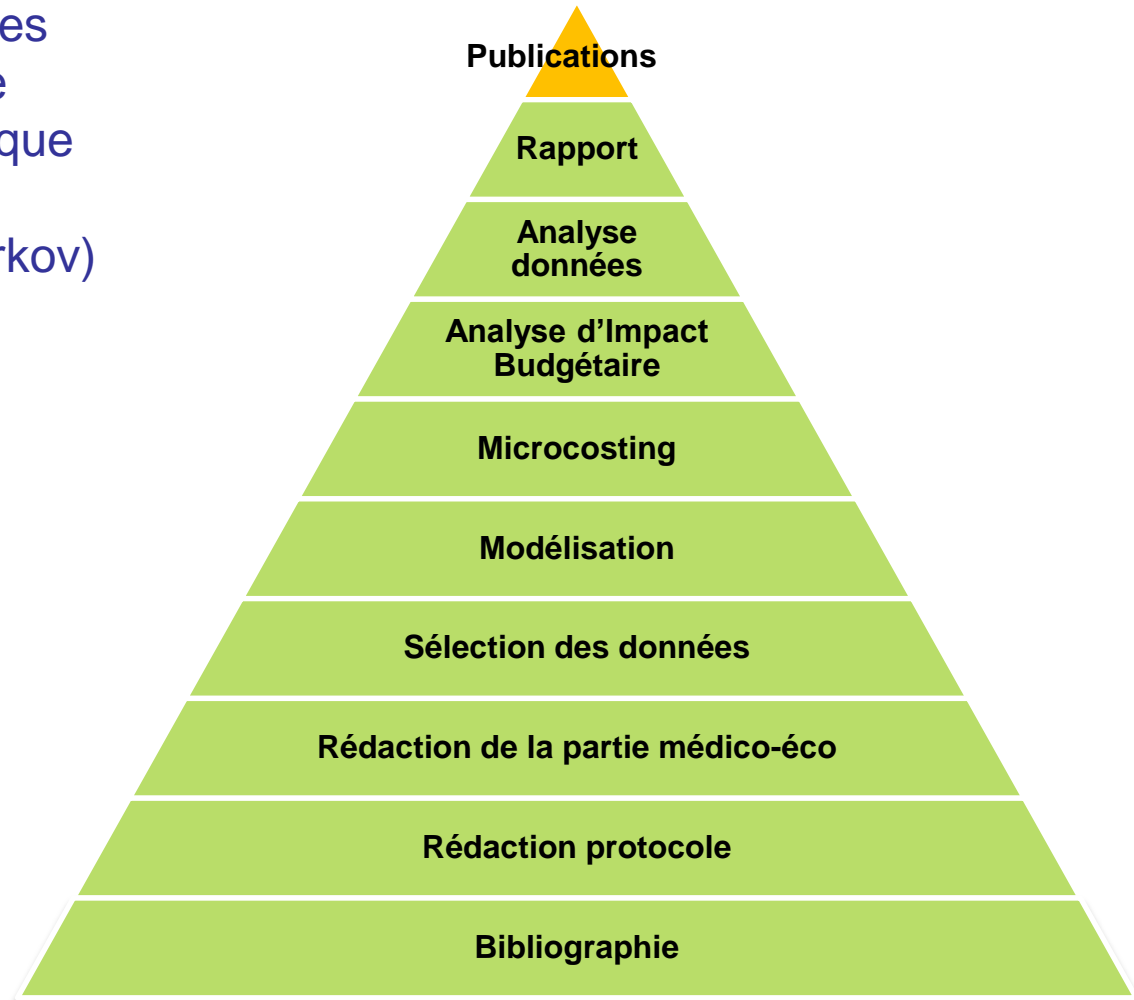 es
e
que
rkov)
Publications
Rapport
Analyse
données
Analyse d'Impact
Budgétaire
Microcosting
Modélisation
Sélection des données
Rédaction de la partie médico-éco
Rédaction protocole
Bibliographie